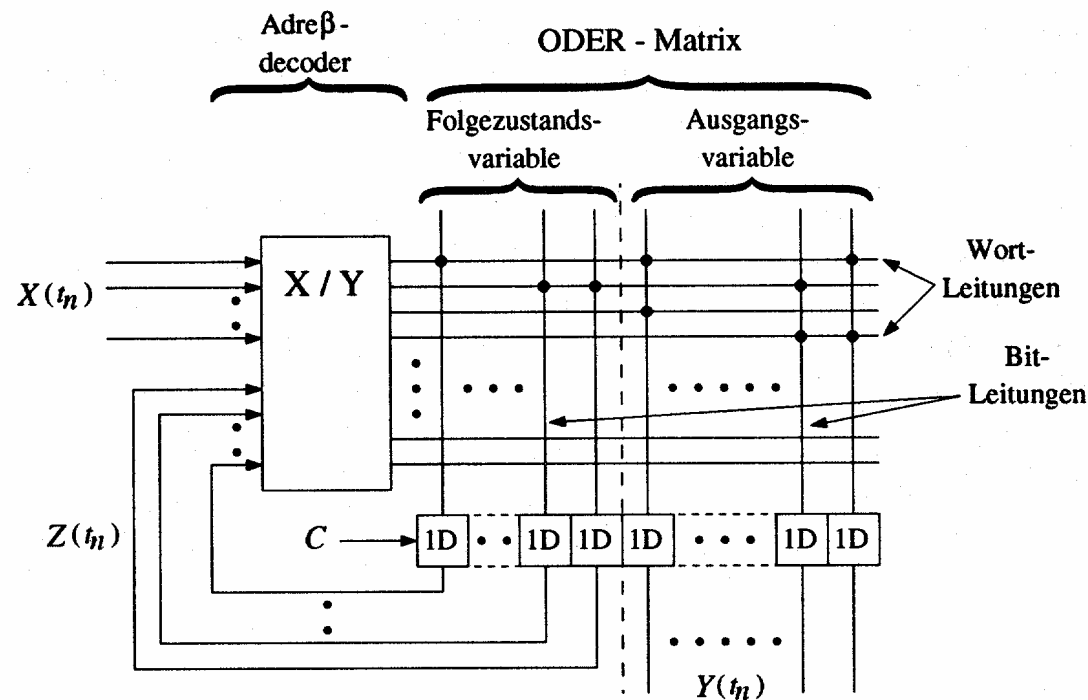 Adreβ-
decoder
ODER - Matrix
Folgezustands-
variable
Ausgangs-
variable
X / Y
X(tn)
Wort-
Leitungen
Bit-
Leitungen
Z(tn)
C
1D
1D
1D
1D
1D
1D
Y(tn)